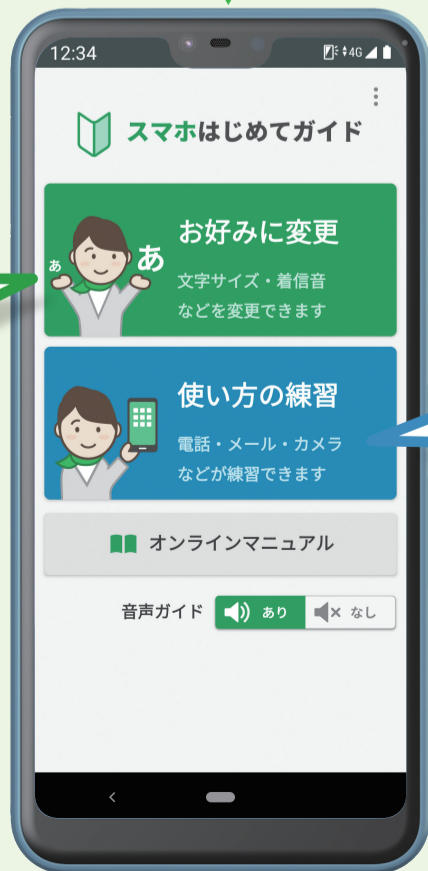 12:34
4G
スマホはじめてガイド
お好みに変更
あ
あ
文字サイズ・着信音
などを変更できます
使い方の練習
電話・メール・カメラ
などが練習できます
オンラインマニュアル
音声ガイド
あり
なし